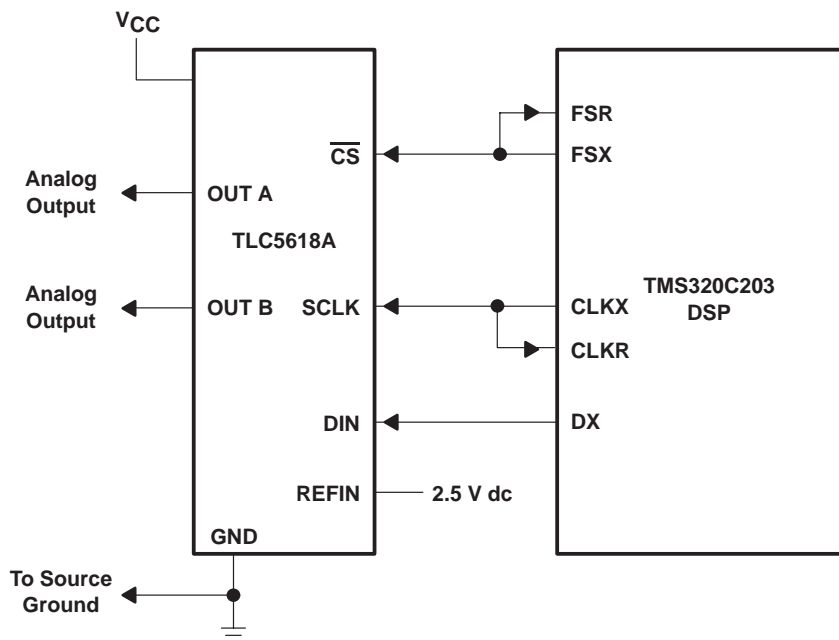 VCC
Analog
Output
OUT A
CS
FSR
FSX
TLC5618A
Analog
Output
OUT B
SCLK
CLKX
TMS320C203
DSP
CLKR
DIN
DX
REFIN
2.5 V dc
GND
To Source
Ground